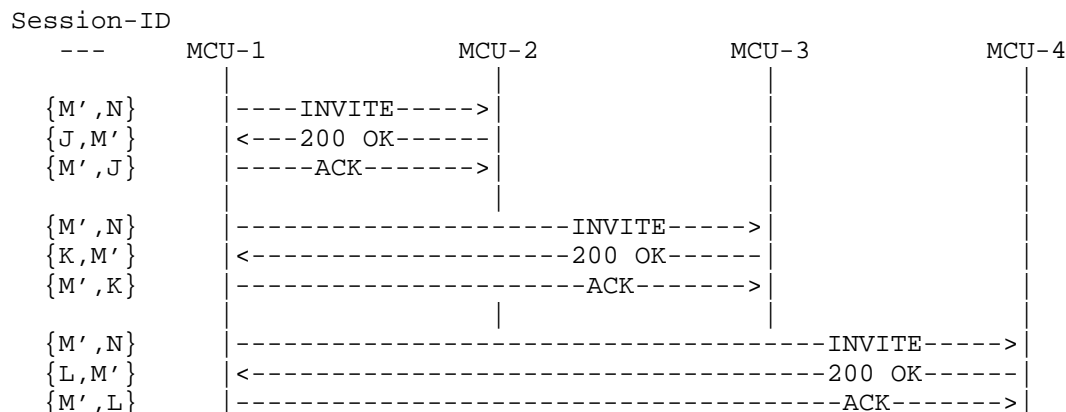 Session-ID
---     MCU-1            MCU-2            MCU-3           MCU-4
          |                |                |               |
{M',N}    |----INVITE----->|                |               |
{J,M'}    |<---200 OK------|                |               |
{M',J}    |-----ACK------->|                |               |
          |                |                |               |
{M',N}    |---------------------INVITE----->|               |
{K,M'}    |<--------------------200 OK------|               |
{M',K}    |----------------------ACK------->|               |
          |                |                |               |
{M',N}    |-------------------------------------INVITE----->|
{L,M'}    |<------------------------------------200 OK------|
{M',L}    |--------------------------------------ACK------->|